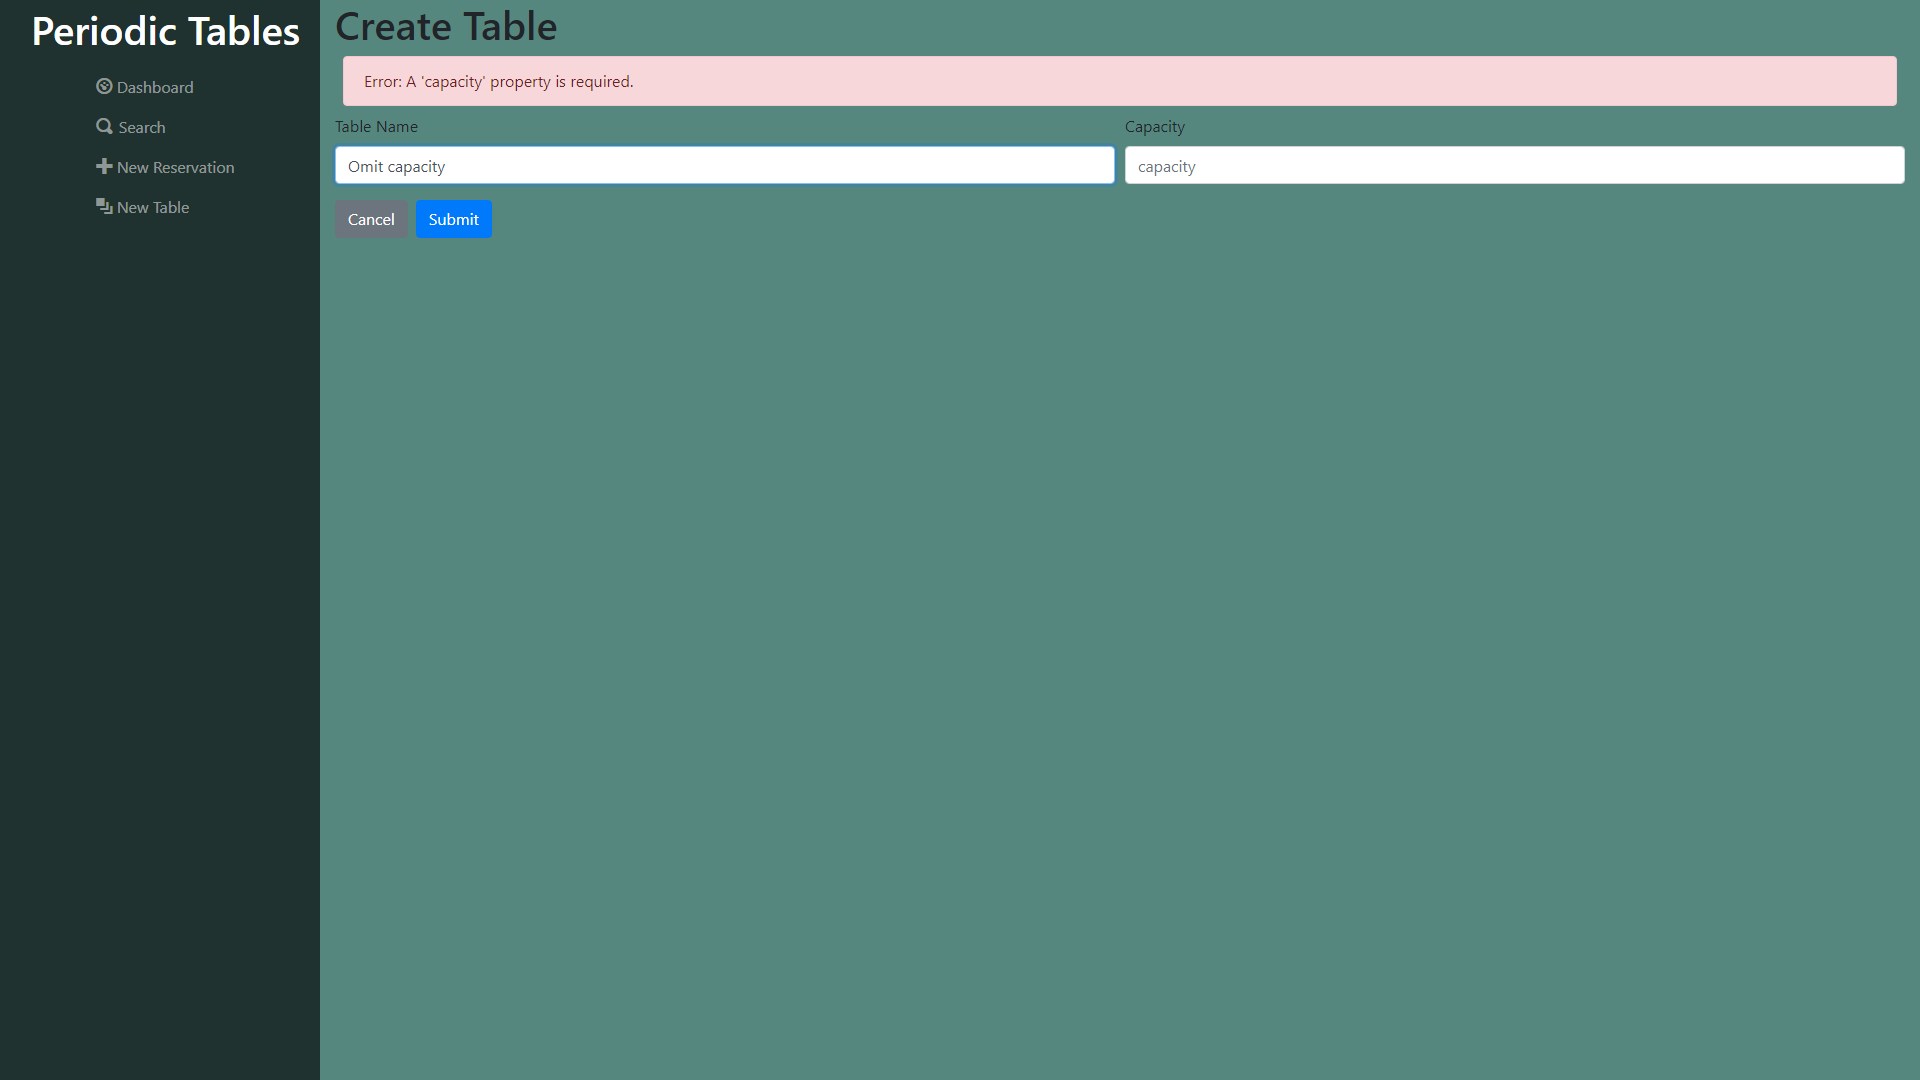 Periodic Tables
Dashboard
Search
New Reservation
New Table
Create Table
Error: A 'capacity' property is required.
Table Name
Omit capacity
Capacity
capacity
Cancel
Submit